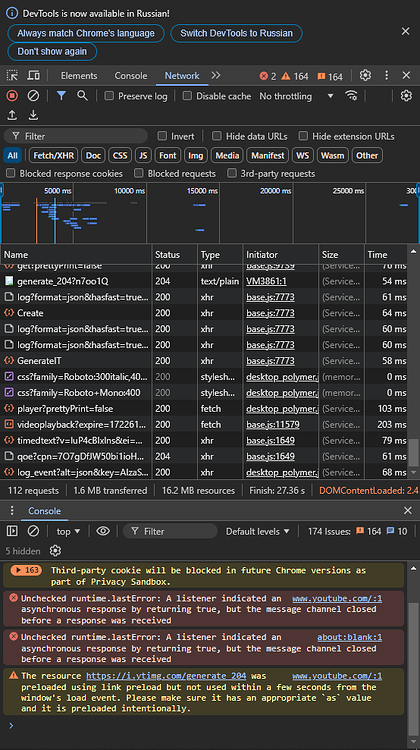 DevTools is now available in Russian!
Always match Chrome's language
Switch DevTools to Russian
Don't show again
Elements Console Network 2 164 164
Preserve log Disable cache No throttling
Filter Invert Hide data URLs Hide extension URLs
All Fetch/XHR Doc CSS JS Font Img Media Manifest WS Wasm Other
Blocked response cookies Blocked requests 3rd-party requests
5000 ms 10000 ms 15000 ms 20000 ms 25000 ms
Name Status Type Initiator Size Time
get?prettyPrint=false 200 xhr base.js:9739 (Service... 70 ms
generate_204?n7oo1Q 204 text/plain VM3861:1 (Service... 54 ms
log?format=json&hasfast=true... 200 xhr base.js:7773 (Service... 61 ms
Create 200 xhr base.js:7773 (Service... 64 ms
log?format=json&hasfast=true... 200 xhr base.js:7773 (Service... 60 ms
log?format=json&hasfast=true... 200 xhr base.js:7773 (Service... 60 ms
GenerateIT 200 xhr base.js:7773 (Service... 58 ms
css?family=Roboto:300italic,40... 200 stylesh... desktop_polymer.j (memor... 0 ms
css?family=Roboto+Mono:400 200 stylesh... desktop_polymer.j (memor... 0 ms
player?prettyPrint=false 200 fetch desktop_polymer.j (Service... 103 ms
videoplayback?expire=172261... 200 fetch base.js:11579 (Service... 203 ms
timedtext?v=IuP4cBlxIns&ei=... 200 xhr base.js:1649 (Service... 79 ms
qoe?cpn=7O7gDfJW50bi1ioH... 204 xhr base.js:1649 (Service... 61 ms
log_event?alt=json&key=AIzaS... 200 xhr desktop_polymer.j (Service... 68 ms
112 requests 1.6 MB transferred 16.2 MB resources Finish: 27.36 s DOMContentLoaded: 2.4
Console
top Filter Default levels 174 Issues: 164 10
5 hidden
163 Third-party cookie will be blocked in future Chrome versions as
part of Privacy Sandbox.
Unchecked runtime.lastError: A listener indicated an www.youtube.com/:1
asynchronous response by returning true, but the message channel closed
before a response was received
Unchecked runtime.lastError: A listener indicated an about:blank:1
asynchronous response by returning true, but the message channel closed
before a response was received
The resource https://i.ytimg.com/generate_204 was www.youtube.com/:1
preloaded using link preload but not used within a few seconds from the
window's load event. Please make sure it has an appropriate `as` value
and it is preloaded intentionally.